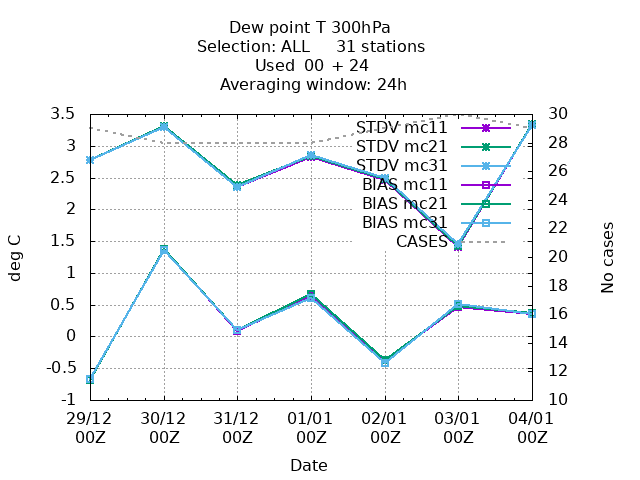 Dew point T 300hPa
Selection: ALL     31 stations
Used  00  + 24
Averaging window: 24h
3.5
3
2.5
2
1.5
1
0.5
0
-0.5
-1
deg C
STDV mc11
STDV mc21
STDV mc31
BIAS mc11
BIAS mc21
BIAS mc31
CASES
30
28
26
24
22
20
18
16
14
12
10
No cases
29/12 30/12 31/12 01/01 02/01 03/01 04/01
00Z 00Z 00Z 00Z 00Z 00Z 00Z
Date